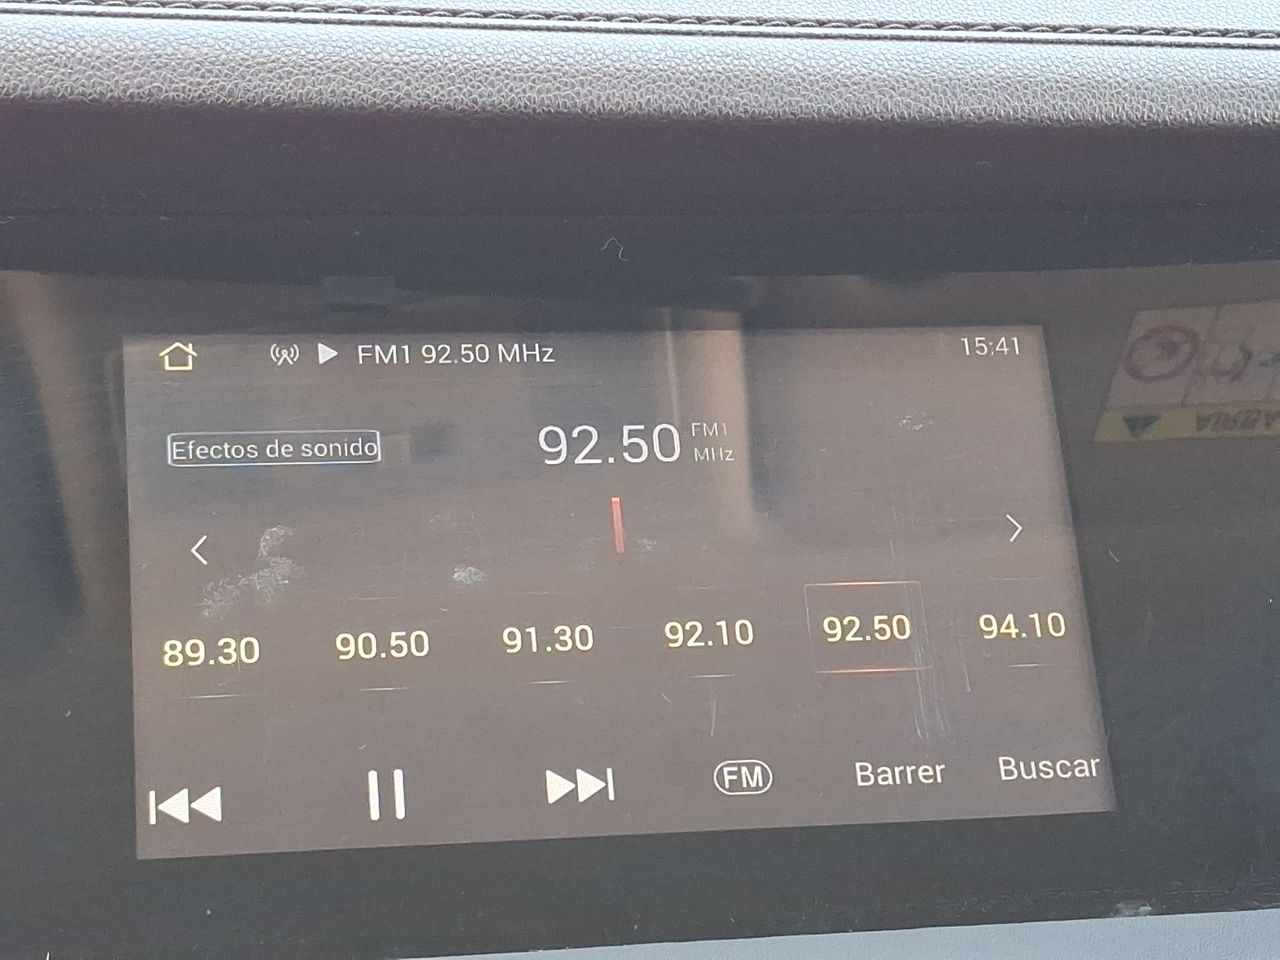 FM1 92.50 MHz
15:41
Efectos de sonido
92.50
FM1
MHz
89.30
90.50
91.30
92.10
92.50
94.10
FM
Barrer
Buscar